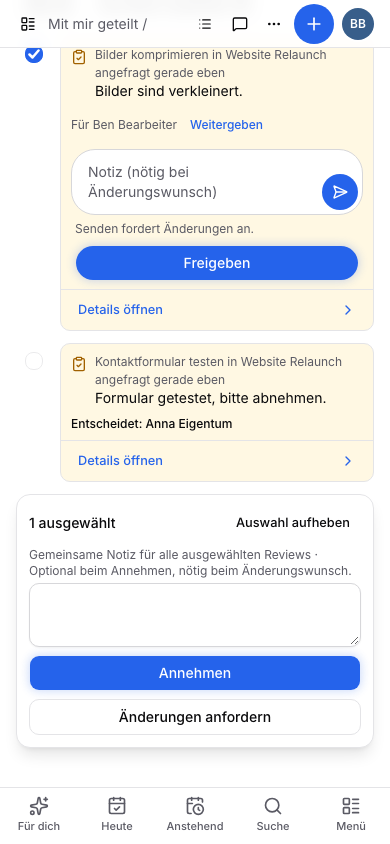 Mit mir geteilt /
BB
Bilder komprimieren in Website Relaunch
angefragt gerade eben
Bilder sind verkleinert.
Für Ben Bearbeiter Weitergeben
Notiz (nötig bei
Änderungswunsch)
Senden fordert Änderungen an.
Freigeben
Details öffnen
Kontaktformular testen in Website Relaunch
angefragt gerade eben
Formular getestet, bitte abnehmen.
Entscheidet: Anna Eigentum
Details öffnen
1 ausgewählt Auswahl aufheben
Gemeinsame Notiz für alle ausgewählten Reviews ·
Optional beim Annehmen, nötig beim Änderungswunsch.
Annehmen
Änderungen anfordern
Für dich Heute Anstehend Suche Menü